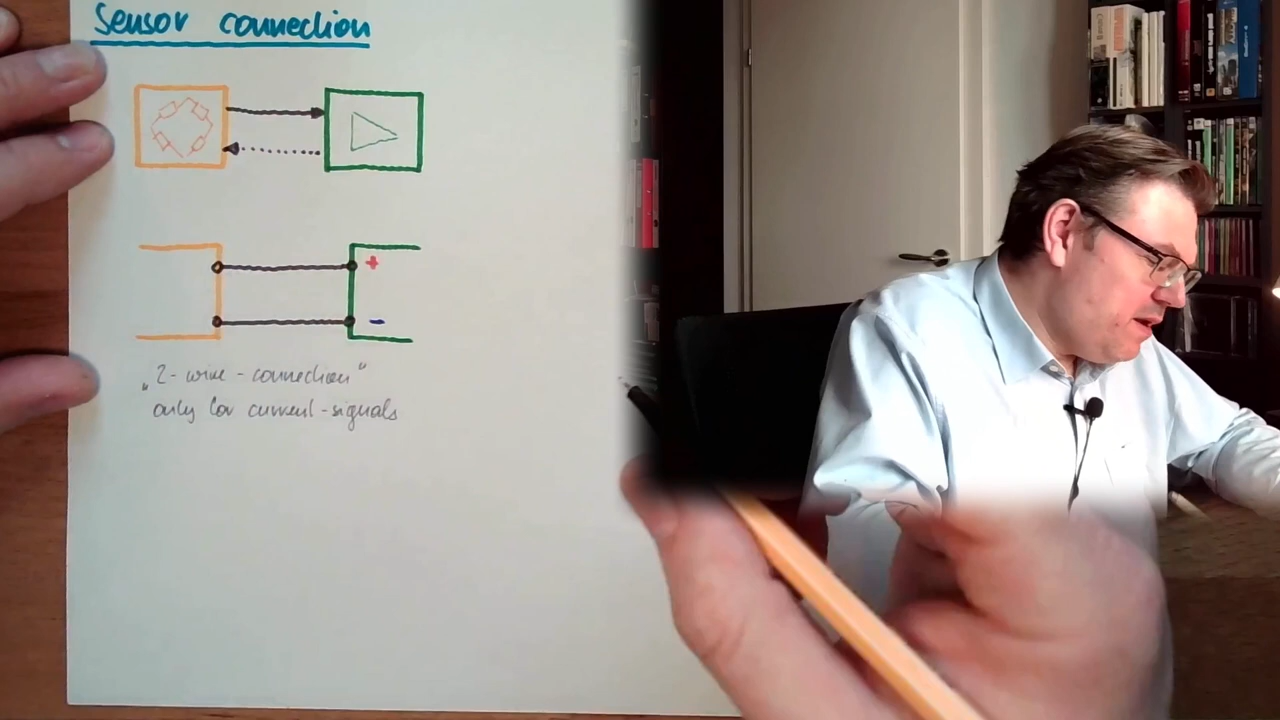 Sensor connection
+
-
„2-wire-connection“
only for current-signals